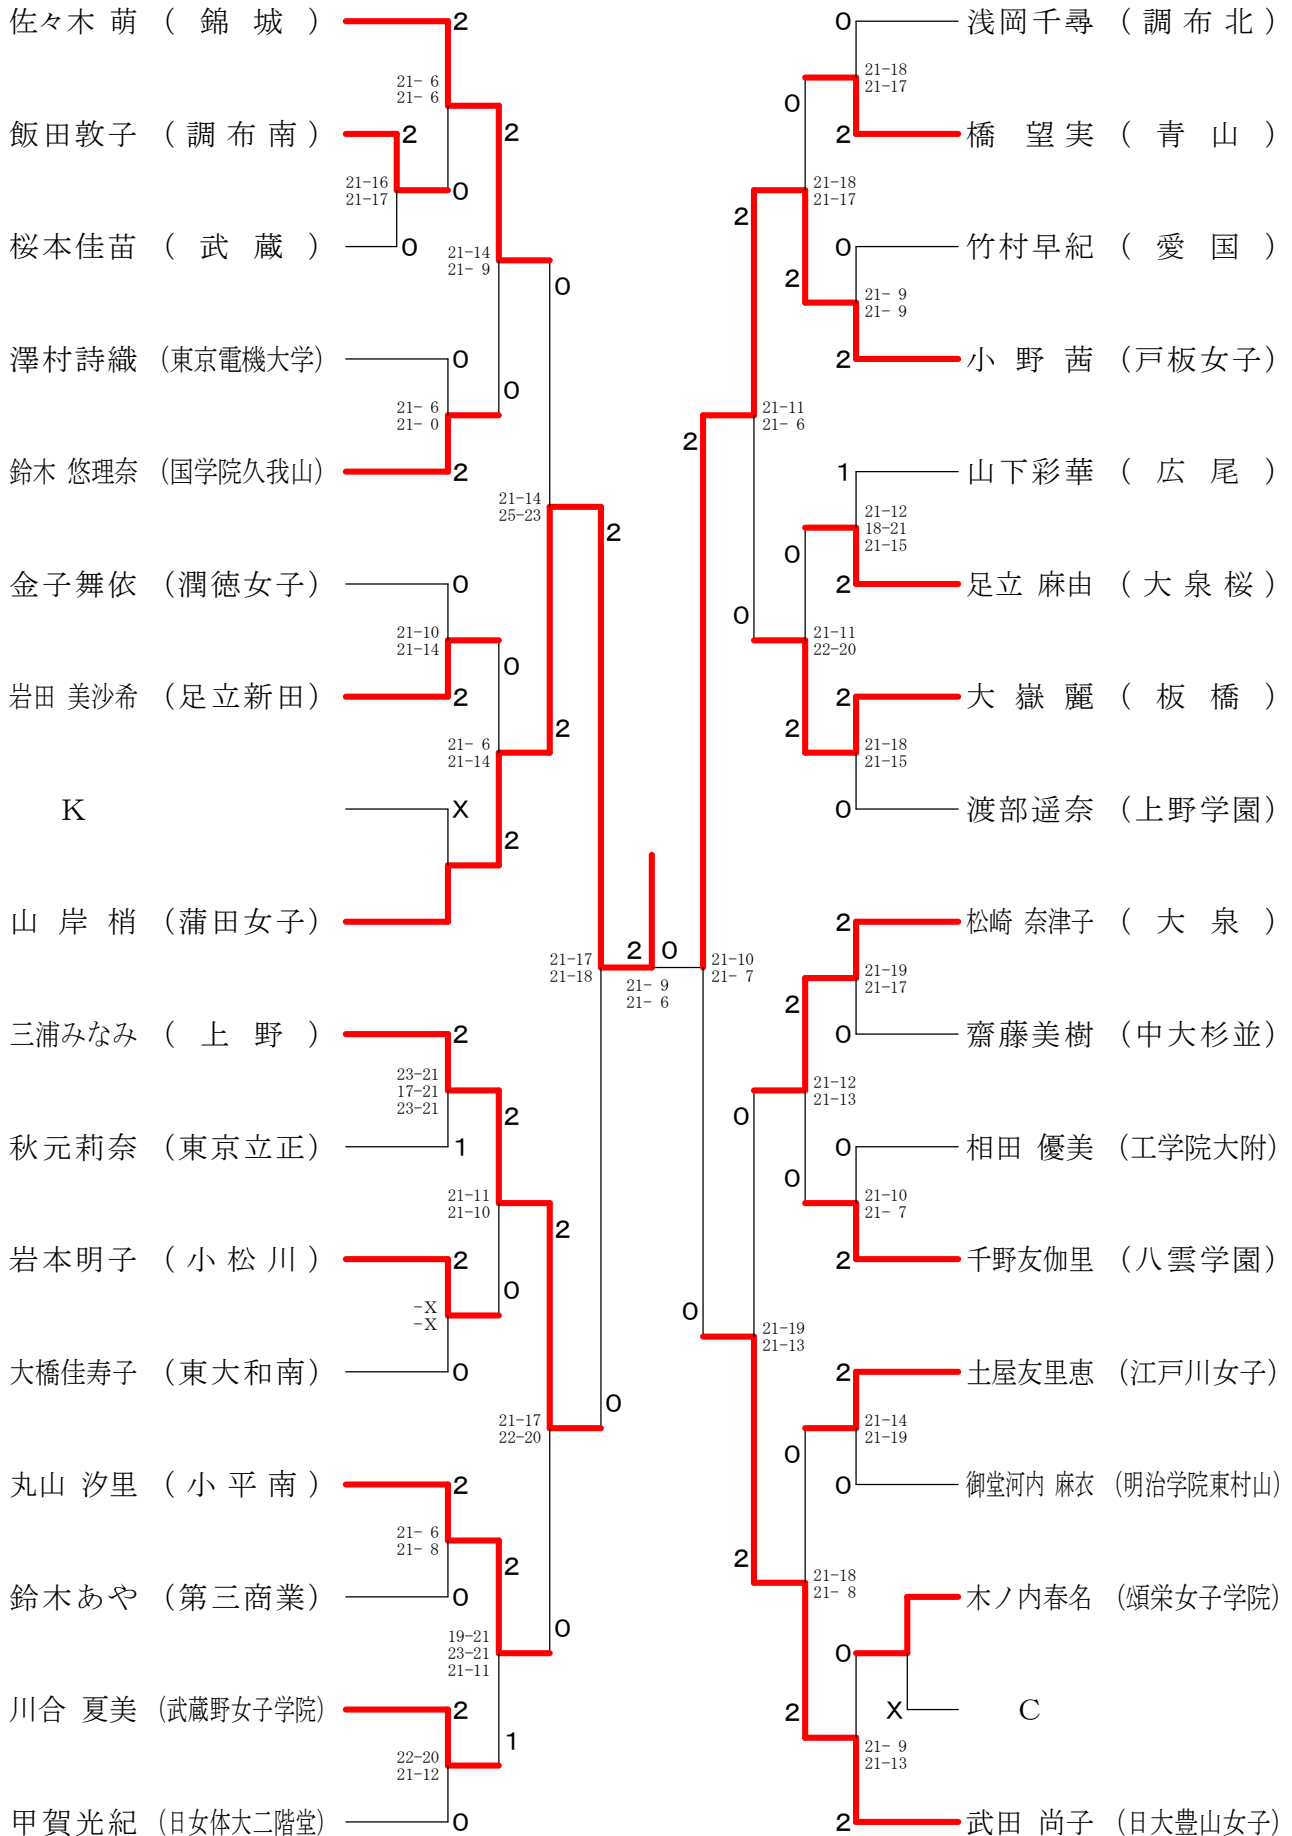 佐々木 萌 ( 錦 城 ) 2
21- 6
21- 6
飯田敦子 ( 調布南 ) 2
2
21-16
21-17
0
桜本佳苗 ( 武 蔵 ) 0
21-14
21- 9
0
澤村詩織 (東京電機大学) 0
21- 6
21- 0
0
鈴木 悠理奈 (国学院久我山) 2
21-14
25-23
2
金子舞依 (潤徳女子) 0
21-10
21-14
0
岩田 美沙希 (足立新田) 2
21- 6
21-14
2
K X
2
山 岸 梢 (蒲田女子)
21-17
21-18
2 0
21- 9
21- 6
三浦みなみ ( 上 野 ) 2
23-21
17-21
23-21
2
秋元莉奈 (東京立正) 1
21-11
21-10
2
岩本明子 ( 小松川 ) 2
-X
-X
0
大橋佳寿子 (東大和南) 0
21-17
22-20
0
丸山 汐里 ( 小平南 ) 2
21- 6
21- 8
2
鈴木あや (第三商業) 0
19-21
23-21
21-11
0
川合 夏美 (武蔵野女子学院) 2
22-20
21-12
1
甲賀光紀 (日女体大二階堂) 0
0 浅岡千尋 ( 調布北 )
21-18
21-17
0
2 橋 望実 ( 青 山 )
21-18
21-17
2
0 竹村早紀 ( 愛 国 )
2
21- 9
21- 9
2 小 野 茜 (戸板女子)
21-11
21- 6
2
1 山下彩華 ( 広 尾 )
21-12
18-21
21-15
0
2 足立 麻由 ( 大泉桜 )
0
21-11
22-20
2 大 嶽 麗 ( 板 橋 )
2
21-18
21-15
0 渡部遥奈 (上野学園)
2 松崎 奈津子 ( 大 泉 )
21-10
21- 7
21-19
21-17
2
0 齋藤美樹 (中大杉並)
21-12
21-13
0
0 相田 優美 (工学院大附)
0
21-10
21- 7
2 千野友伽里 (八雲学園)
0
21-19
21-13
2 土屋友里恵 (江戸川女子)
21-14
21-19
0
0 御堂河内 麻衣 (明治学院東村山)
2
21-18
21- 8
木ノ内春名 (頌栄女子学院)
0
2
X C
21- 9
21-13
2 武田 尚子 (日大豊山女子)